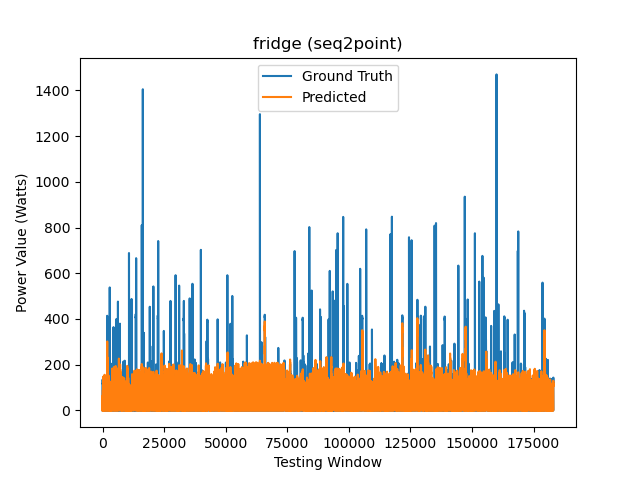 fridge (seq2point)
Ground Truth
Predicted
Power Value (Watts)
1400
1200
1000
800
600
400
200
0
0 25000 50000 75000 100000 125000 150000 175000
Testing Window